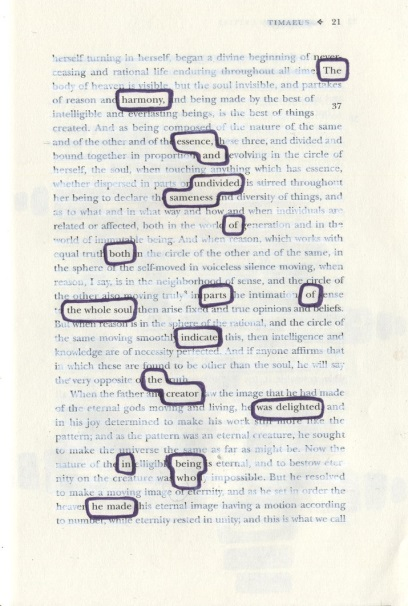 TIMAEUS ❖ 21
herself turning in herself, began a divine beginning of never-
ceasing and rational life enduring throughout all time. The
body of heaven is visible, but the soul invisible, and partakes
of reason and harmony, and being made by the best of
intelligible and everlasting beings, is the best of things
37
created. And as being composed of the nature of the same
and of the other and of the essence, these three, and divided and
bound together in proportion, and revolving in the circle of
herself, the soul, when touching anything which has essence,
whether dispersed in parts or undivided, is stirred throughout
her being to declare the sameness and diversity of things, and
as to what and in what way and how and when individuals are
related or affected, both in the world of generation and in the
world of immutable being. And when reason, which works with
equal truth both in the circle of the other and of the same, in
the sphere of the self-moved in voiceless silence moving, when
reason, I say, is in the neighborhood of sense, and the circle of
the other also moving truly in parts the intimations of sense
the whole soul, then arise fixed and true opinions and beliefs.
But when reason is in the sphere of the rational, and the circle of
the same moving smoothly indicate this, then intelligence and
knowledge are of necessity perfected. And if anyone affirms that
in which these are found to be other than the soul, he will say
the very opposite of the truth.
When the father and creator saw the image that he had made
of the eternal gods moving and living, he was delighted, and
in his joy determined to make his work still more like the
pattern; and as the pattern was an eternal creature, he sought
to make the universe the same as far as might be. Now the
nature of the intelligible being is eternal, and to bestow eter-
nity on the creature was wholly impossible. But he resolved
to make a moving image of eternity, and as he set in order the
heaven he made this eternal image having a motion according
to number, while eternity rested in unity; and this is what we call